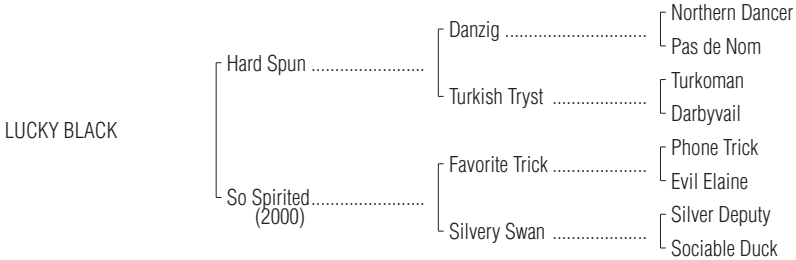 Northern Dancer
Danzig ..............................
Pas de Nom
Hard Spun ........................
Turkoman
Turkish Tryst ....................
Darbyvail
LUCKY BLACK
Phone Trick
Favorite Trick ....................
Evil Elaine
So Spirited........................
(2000)
Silver Deputy
Silvery Swan ....................
Sociable Duck